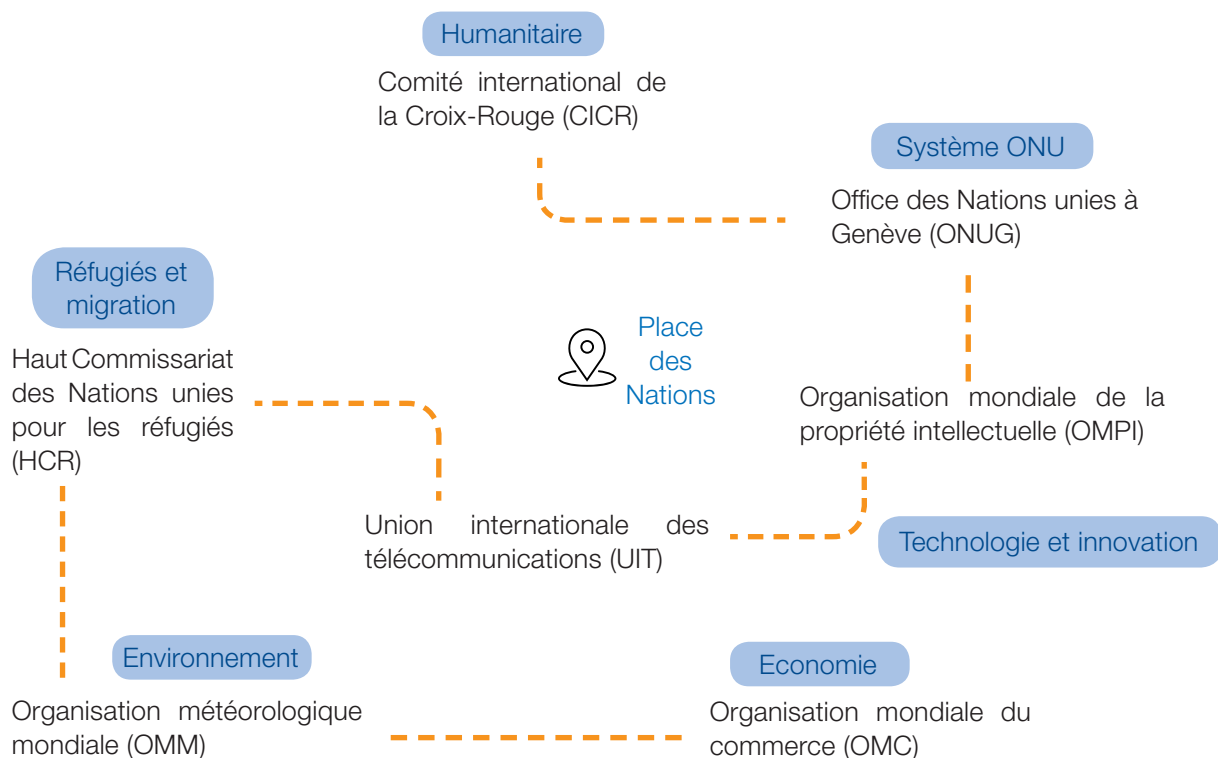 Humanitaire
Comité international de
la Croix-Rouge (CICR)
Système ONU
Office des Nations unies à
Genève (ONUG)
Réfugiés et
migration
Haut Commissariat
des Nations unies
pour les réfugiés
(HCR)
Place
des
Nations
Organisation mondiale de la
propriété intellectuelle (OMPI)
Union internationale des
télécommunications (UIT)
Technologie et innovation
Environnement
Organisation météorologique
mondiale (OMM)
Economie
Organisation mondiale du
commerce (OMC)